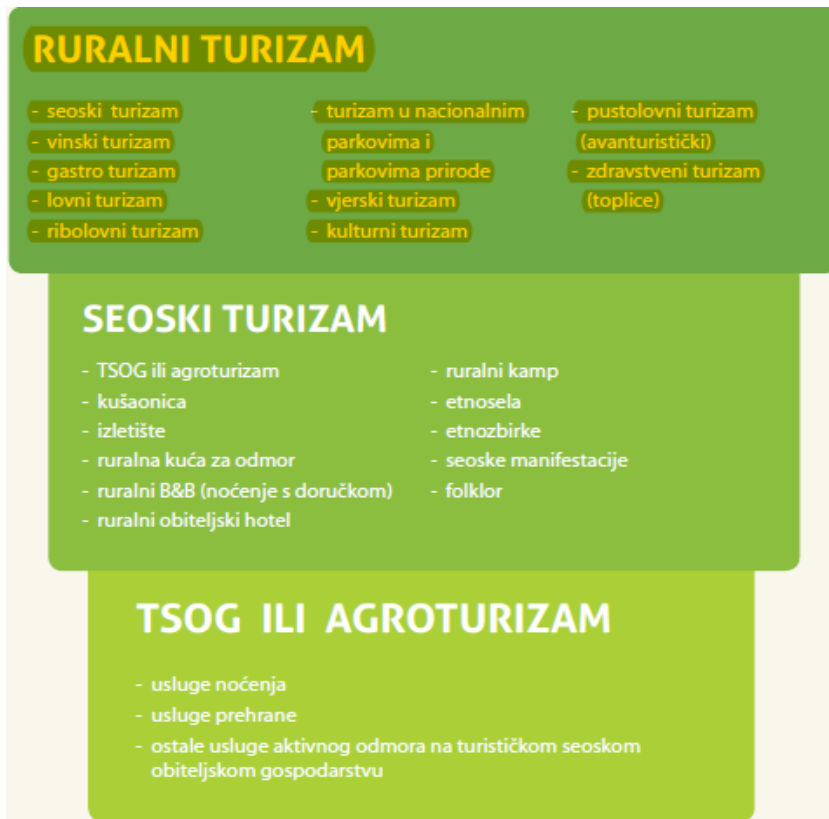 RURALNI TURIZAM
- seoski turizam
- vinski turizam
- gastro turizam
- lovni turizam
- ribolovni turizam
- turizam u nacionalnim
parkovima i
parkovima prirode
- vjerski turizam
- kulturni turizam
- pustolovni turizam
(avanturistički)
- zdravstveni turizam
(toplice)
SEOSKI TURIZAM
- TSOG ili agroturizam
- kušaonica
- izletište
- ruralna kuća za odmor
- ruralni B&B (noćenje s doručkom)
- ruralni obiteljski hotel
- ruralni kamp
- etnosela
- etnozbirke
- seoske manifestacije
- folklor
TSOG ILI AGROTURIZAM
- usluge noćenja
- usluge prehrane
- ostale usluge aktivnog odmora na turističkom seoskom
obiteljskom gospodarstvu